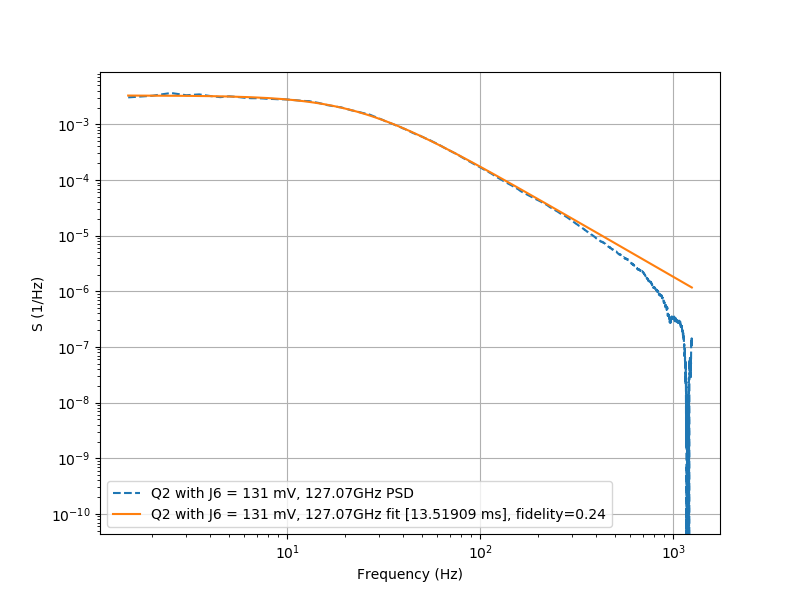 10⁻³
10⁻⁴
10⁻⁵
10⁻⁶
10⁻⁷
10⁻⁸
10⁻⁹
10⁻¹⁰
S (1/Hz)
Q2 with J6 = 131 mV, 127.07GHz PSD
Q2 with J6 = 131 mV, 127.07GHz fit [13.51909 ms], fidelity=0.24
10¹ 10² 10³
Frequency (Hz)